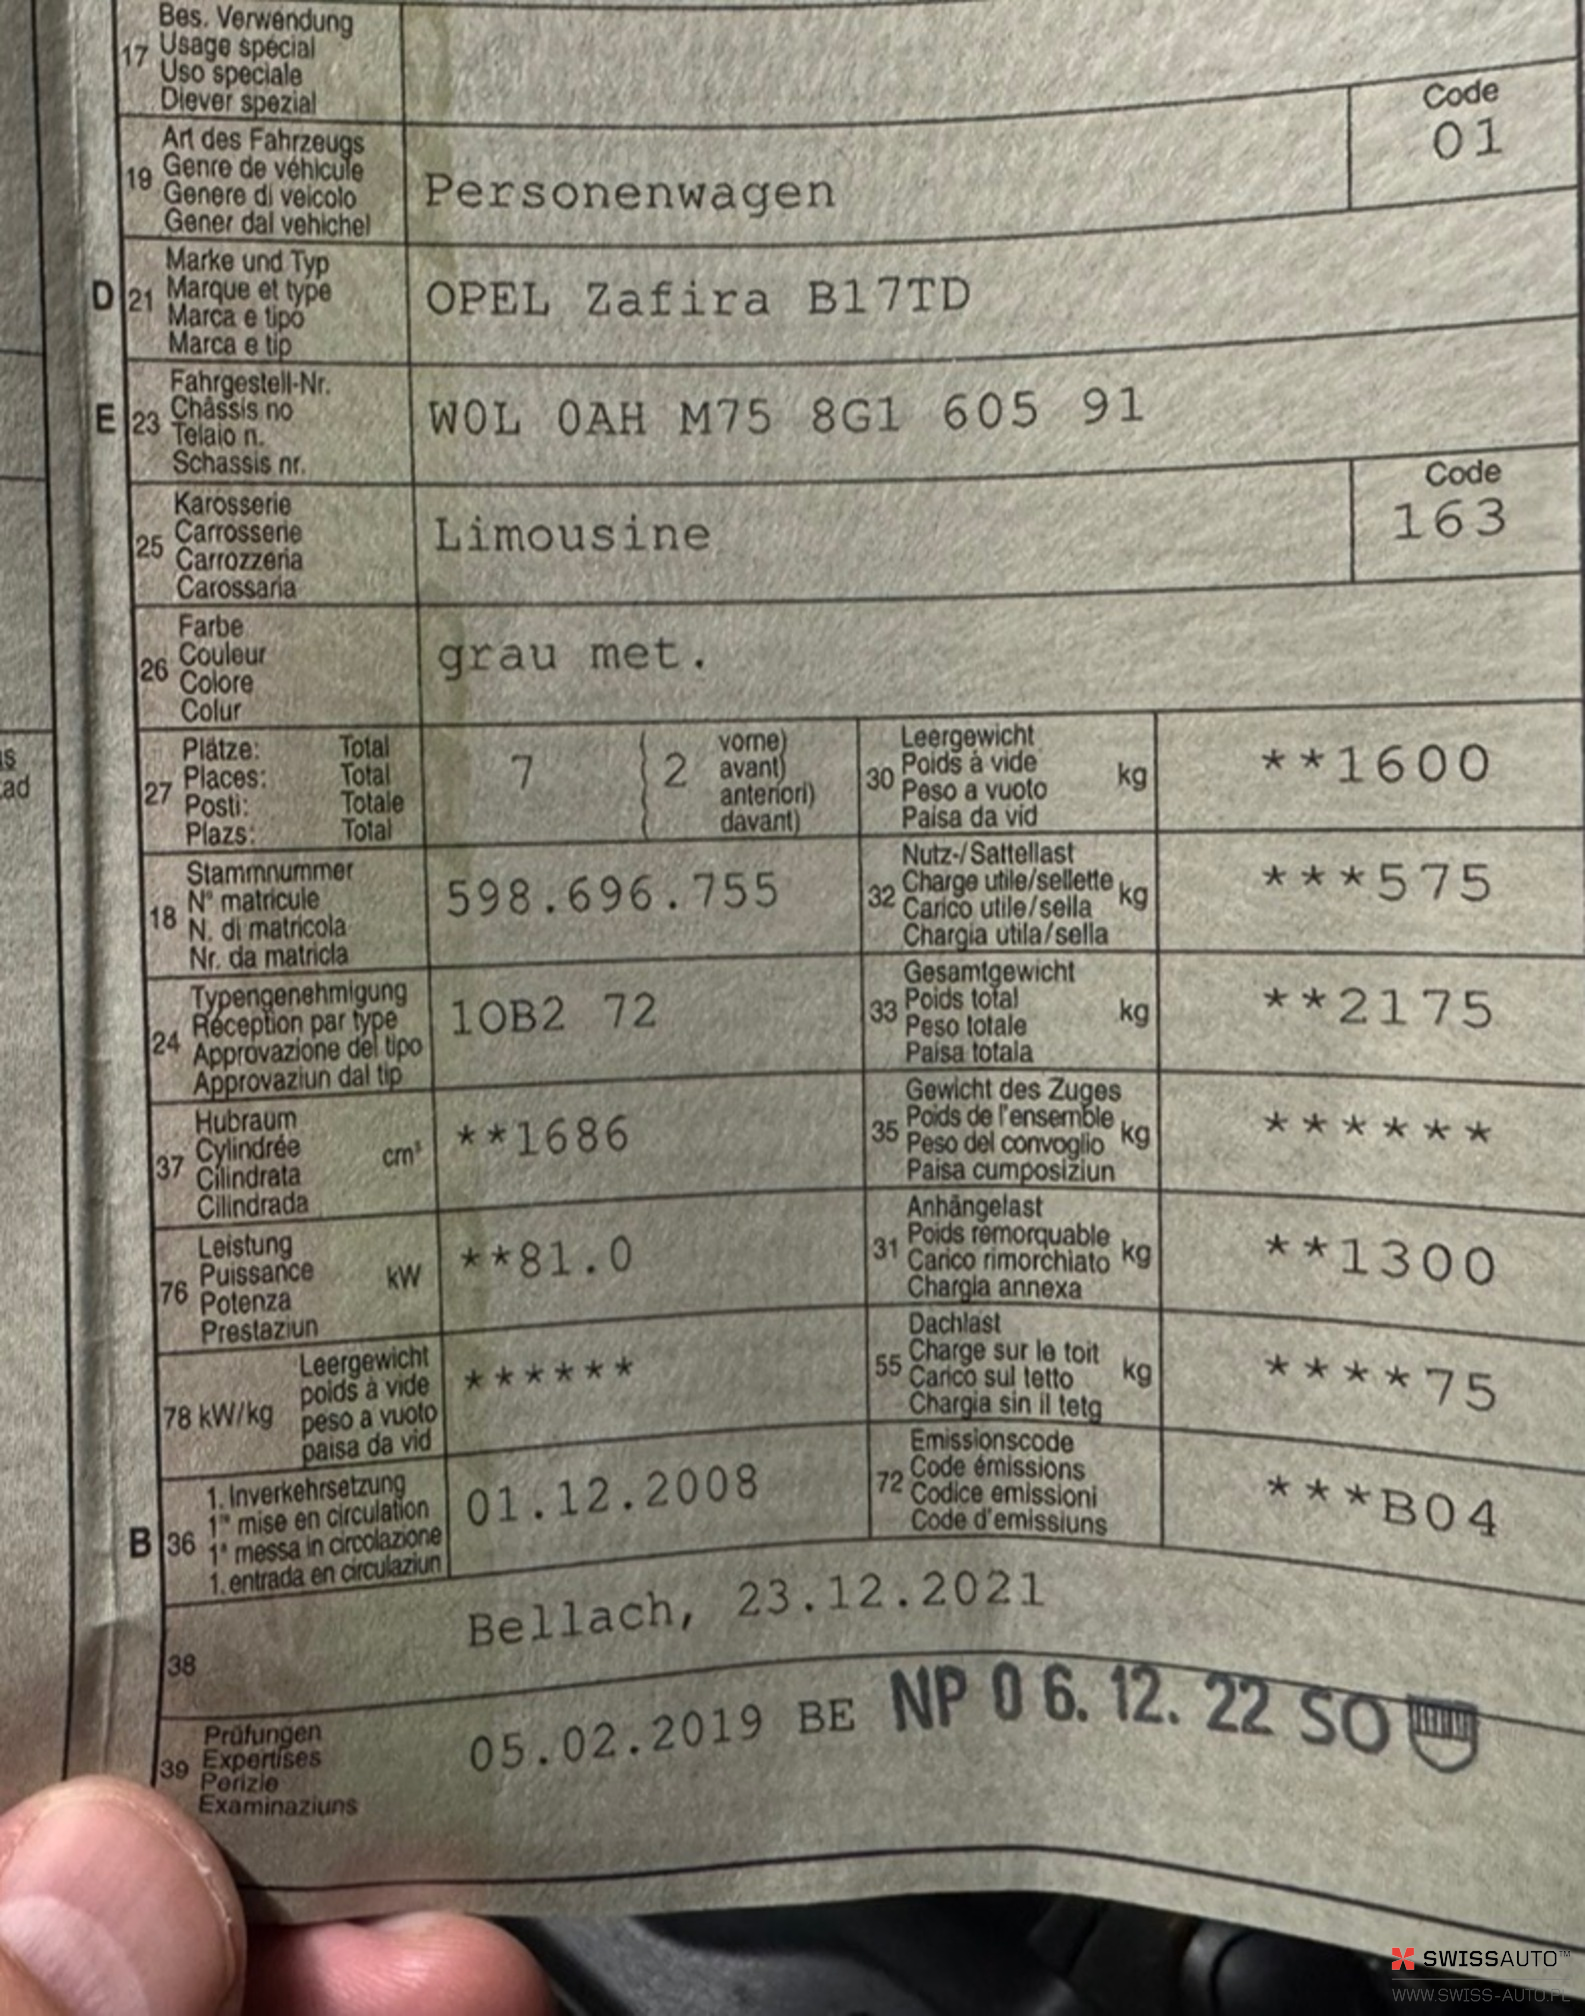 17 Bes. Verwendung
Usage spécial
Uso speciale
Diever spezial
19 Art des Fahrzeugs
Genre de véhicule
Genere di veicolo
Gener dal vehichel
Personenwagen
Code
01
D 21 Marke und Typ
Marque et type
Marca e tipo
Marca e tip
OPEL Zafira B17TD
E 23 Fahrgestell-Nr.
Châssis no
Telaio n.
Schassis nr.
W0L 0AH M75 8G1 605 91
25 Karosserie
Carrosserie
Carrozzeria
Carossaria
Limousine
Code
163
26 Farbe
Couleur
Colore
Colur
grau met.
27 Plätze: Total
Places: Total
Posti: Totale
Plazs: Total
7 ( 2 vorne)
avant)
anteriori)
davant)
30 Leergewicht
Poids à vide
Peso a vuoto
Paisa da vid
kg
**1600
18 Stammnummer
N° matricule
N. di matricola
Nr. da matricla
598.696.755
32 Nutz-/Sattellast
Charge utile/sellette
Carico utile/sella
Chargia utila/sella
kg
***575
24 Typengenehmigung
Réception par type
Approvazione del tipo
Approvaziun dal tip
1OB2 72
33 Gesamtgewicht
Poids total
Peso totale
Paisa totala
kg
**2175
37 Hubraum
Cylindrée
Cilindrata
Cilindrada
cm³
**1686
35 Gewicht des Zuges
Poids de l'ensemble
Peso del convoglio
Paisa cumposiziun
kg
******
76 Leistung
Puissance
Potenza
Prestaziun
kW
**81.0
31 Anhängelast
Poids remorquable
Carico rimorchiato
Chargia annexa
kg
**1300
78 kW/kg Leergewicht
poids à vide
peso a vuoto
paisa da vid
******
55 Dachlast
Charge sur le toit
Carico sul tetto
Chargia sin il tetg
kg
****75
B 36 1. Inverkehrsetzung
1re mise en circulation
1a messa in circolazione
1. entrada en circulaziun
01.12.2008
72 Emissionscode
Code émissions
Codice emissioni
Code d'emissiuns
***B04
38 Bellach, 23.12.2021
39 Prüfungen
Expertises
Perizie
Examinaziuns
05.02.2019 BE NP 06.12.22 SO
SWISSAUTO™
WWW.SWISS-AUTO.PL